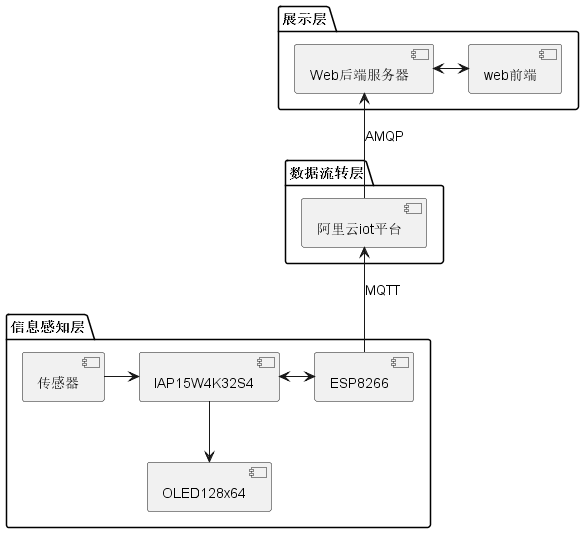 展示层
Web后端服务器
web前端
AMQP
数据流转层
阿里云iot平台
MQTT
信息感知层
传感器
IAP15W4K32S4
ESP8266
OLED128x64